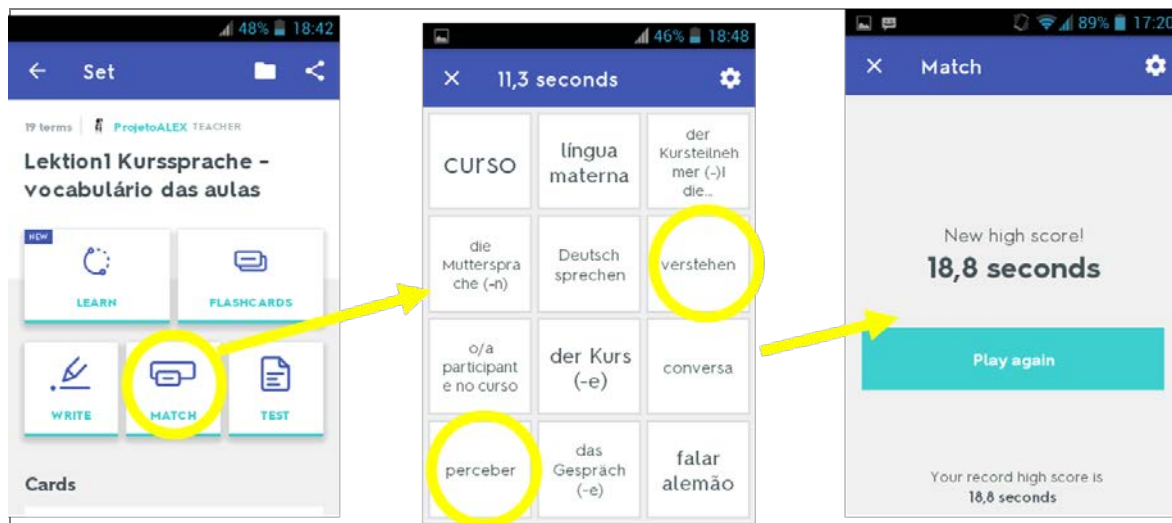 48% 18:42
Set
19 terms ProjetoALEX TEACHER
Lektion1 Kurssprache -
vocabulário das aulas
NEW
LEARN
FLASHCARDS
WRITE
MATCH
TEST
Cards
46% 18:48
11,3 seconds
curso
língua
materna
der
Kursteilneh
mer (-)I
die...
die
Mutterspra
che (-n)
Deutsch
sprechen
verstehen
o/a
participant
e no curso
der Kurs
(-e)
conversa
perceber
das
Gespräch
(-e)
falar
alemão
89% 17:20
Match
New high score!
18,8 seconds
Play again
Your record high score is
18,8 seconds